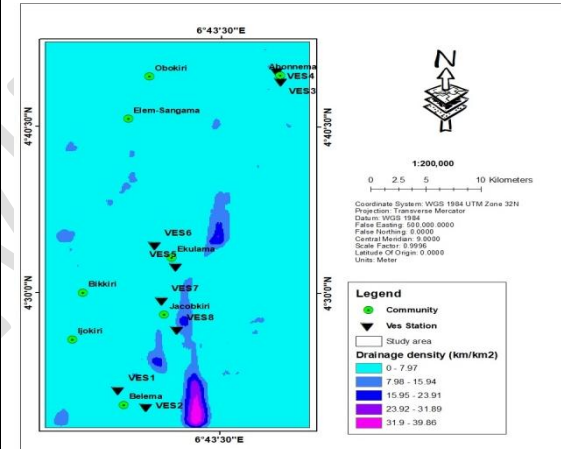 6°43'30"E
Obokiri
Abonnema
VES4
VES3
Elem-Sangama
4°40'30"N
4°40'30"N
VES6
Ekulama
VES5
VES7
Bikkiri
4°30'0"N
4°30'0"N
Jacobkiri
VES8
Ijokiri
VES1
Belema
VES2
6°43'30"E
N
1:200,000
0 2.5 5 10 Kilometers
Coordinate System: WGS 1984 UTM Zone 32N
Projection: Transverse Mercator
Datum: WGS 1984
False Easting: 500,000.0000
False Northing: 0.0000
Central Meridian: 9.0000
Scale Factor: 0.9996
Latitude Of Origin: 0.0000
Units: Meter
Legend
Community
Ves Station
Study area
Drainage density (km/km2)
0 - 7.97
7.98 - 15.94
15.95 - 23.91
23.92 - 31.89
31.9 - 39.86